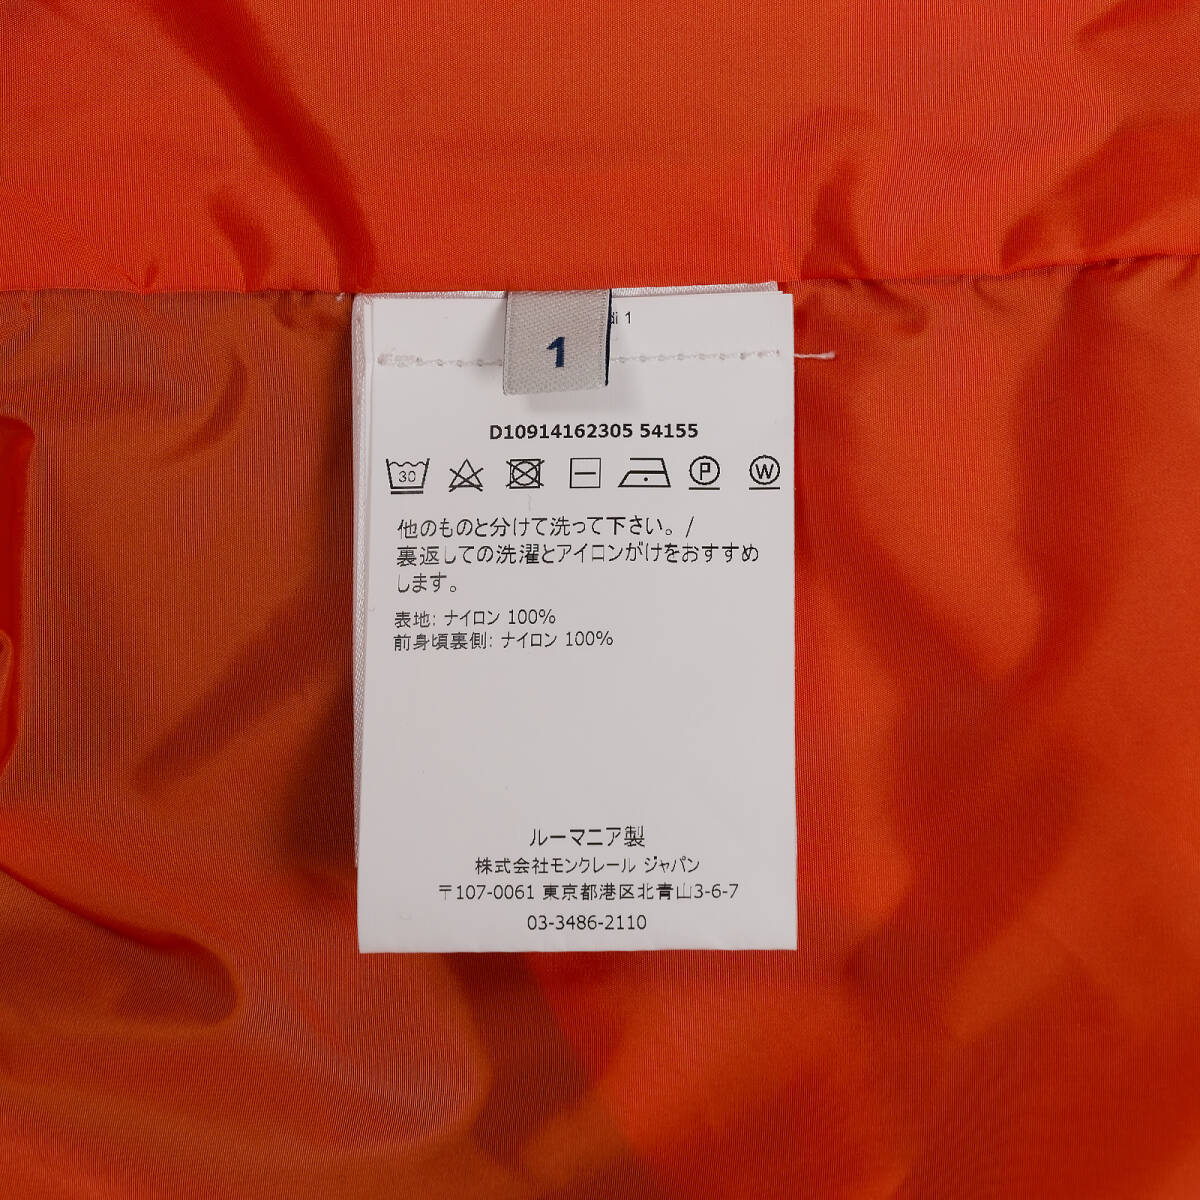 di 1
1
D10914162305 54155
30 P W
他のものと分けて洗って下さい。/
裏返しての洗濯とアイロンがけをおすすめ
します。
表地: ナイロン 100%
前身頃裏側: ナイロン 100%
ルーマニア製
株式会社モンクレール ジャパン
〒107-0061 東京都港区北青山3-6-7
03-3486-2110